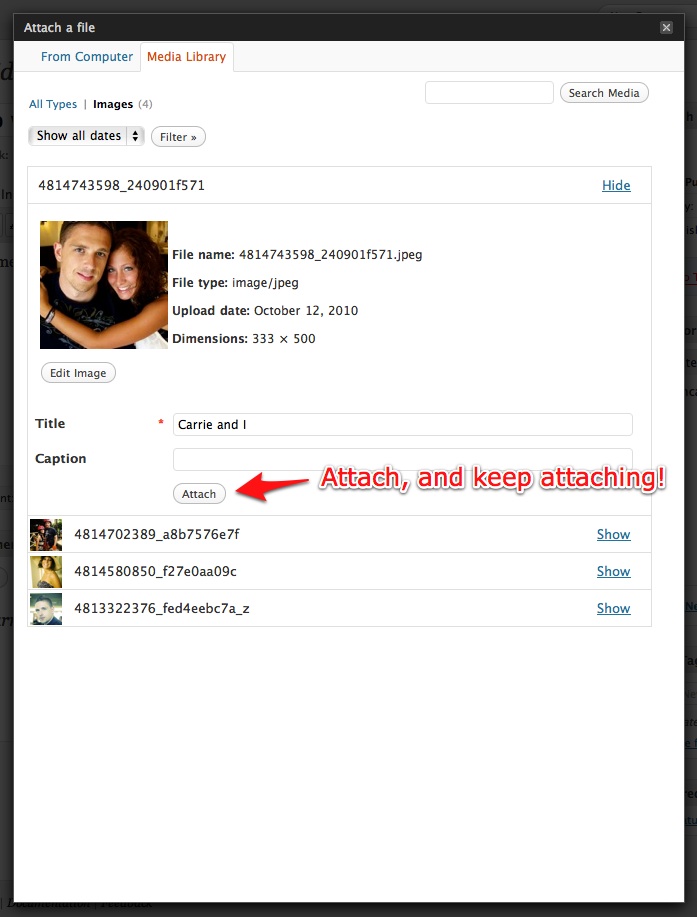 Attach a file
From Computer
Media Library
Search Media
All Types | Images (4)
Show all dates
Filter »
4814743598_240901f571
Hide
File name: 4814743598_240901f571.jpeg
File type: image/jpeg
Upload date: October 12, 2010
Dimensions: 333 × 500
Edit Image
Title * Carrie and I
Caption
Attach
Attach, and keep attaching!
4814702389_a8b7576e7f Show
4814580850_f27e0aa09c Show
4813322376_fed4eebc7a_z Show
| Documentation | Feedback